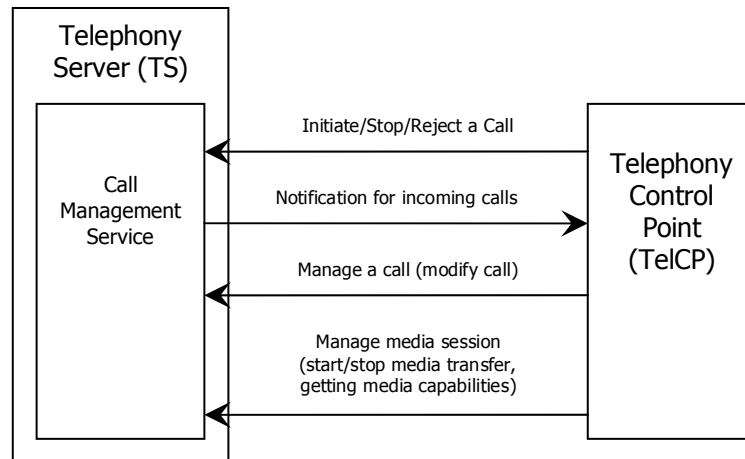 Telephony
Server (TS)
Call
Management
Service
Initiate/Stop/Reject a Call
Notification for incoming calls
Manage a call (modify call)
Manage media session
(start/stop media transfer,
getting media capabilities)
Telephony
Control
Point
(TelCP)